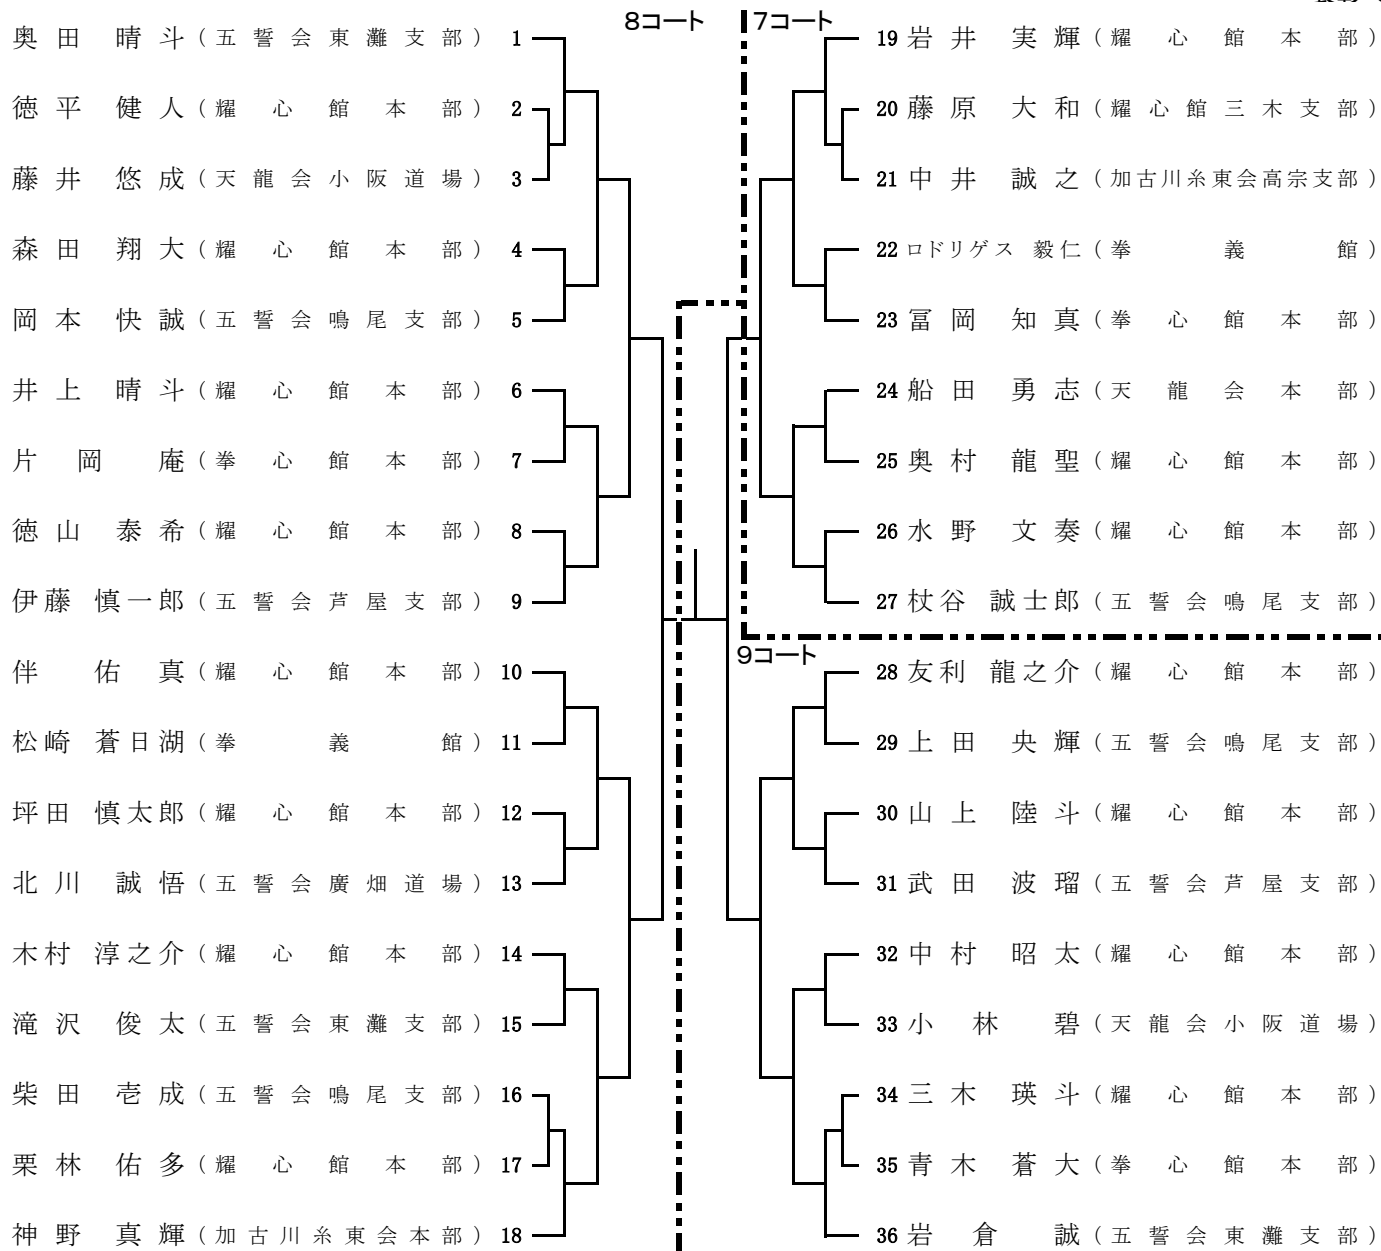 8コート
7コート
奥田 晴斗（五誓会東灘支部） 1
徳平 健人（耀心館本部） 2
藤井 悠成（天龍会小阪道場） 3
森田 翔大（耀心館本部） 4
岡本 快誠（五誓会鳴尾支部） 5
井上 晴斗（耀心館本部） 6
片岡 庵（拳心館本部） 7
徳山 泰希（耀心館本部） 8
伊藤 慎一郎（五誓会芦屋支部） 9
伴 佑真（耀心館本部） 10
松崎 蒼日湖（拳義館） 11
坪田 慎太郎（耀心館本部） 12
北川 誠悟（五誓会廣畑道場） 13
木村 淳之介（耀心館本部） 14
滝沢 俊太（五誓会東灘支部） 15
柴田 壱成（五誓会鳴尾支部） 16
栗林 佑多（耀心館本部） 17
神野 真輝（加古川糸東会本部） 18
19 岩井 実輝（耀心館本部）
20 藤原 大和（耀心館三木支部）
21 中井 誠之（加古川糸東会高宗支部）
22 ロドリゲス 毅仁（拳義館）
23 冨岡 知真（拳心館本部）
24 船田 勇志（天龍会本部）
25 奥村 龍聖（耀心館本部）
26 水野 文奏（耀心館本部）
27 杖谷 誠士郎（五誓会鳴尾支部）
9コート
28 友利 龍之介（耀心館本部）
29 上田 央輝（五誓会鳴尾支部）
30 山上 陸斗（耀心館本部）
31 武田 波瑠（五誓会芦屋支部）
32 中村 昭太（耀心館本部）
33 小林 碧（天龍会小阪道場）
34 三木 瑛斗（耀心館本部）
35 青木 蒼大（拳心館本部）
36 岩倉 誠（五誓会東灘支部）